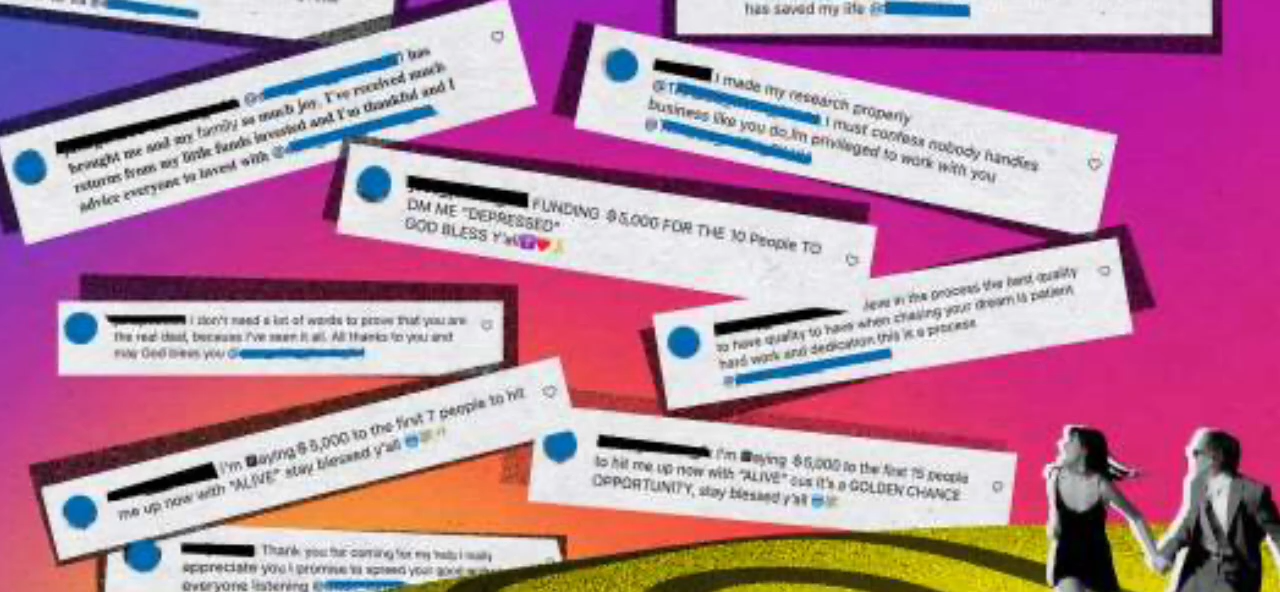 has saved my life @
@ has
brought me and my family so much joy. I've received much
returns from my little funds invested and I'm thankful and I
advice everyone to invest with @
I made my research properly
I must confess nobody handles
business like you do,Im privileged to work with you
@
FUNDING $5,000 FOR THE 10 People TO
DM ME "DEPRESSED"
GOD BLESS Y'all✝️❤️🙏
ieve in the process the best quality
to have quality to have when chasing your dream is patient
hard work and dedication this is a process
@
I don't need a lot of words to prove that you are
the real deal, because I've seen it all. All thanks to you and
may God bless you @
I'm 🅿aying $5,000 to the first 7 people to hit
me up now with "ALIVE" stay blessed y'all
I'm 🅿aying $5,000 to the first 15 people
to hit me up now with "ALIVE" cus it's a GOLDEN CHANCE
OPPORTUNITY, stay blessed y'all
Thank you for coming for my help I really
appreciate you I promise to spread your good
everyone listening @